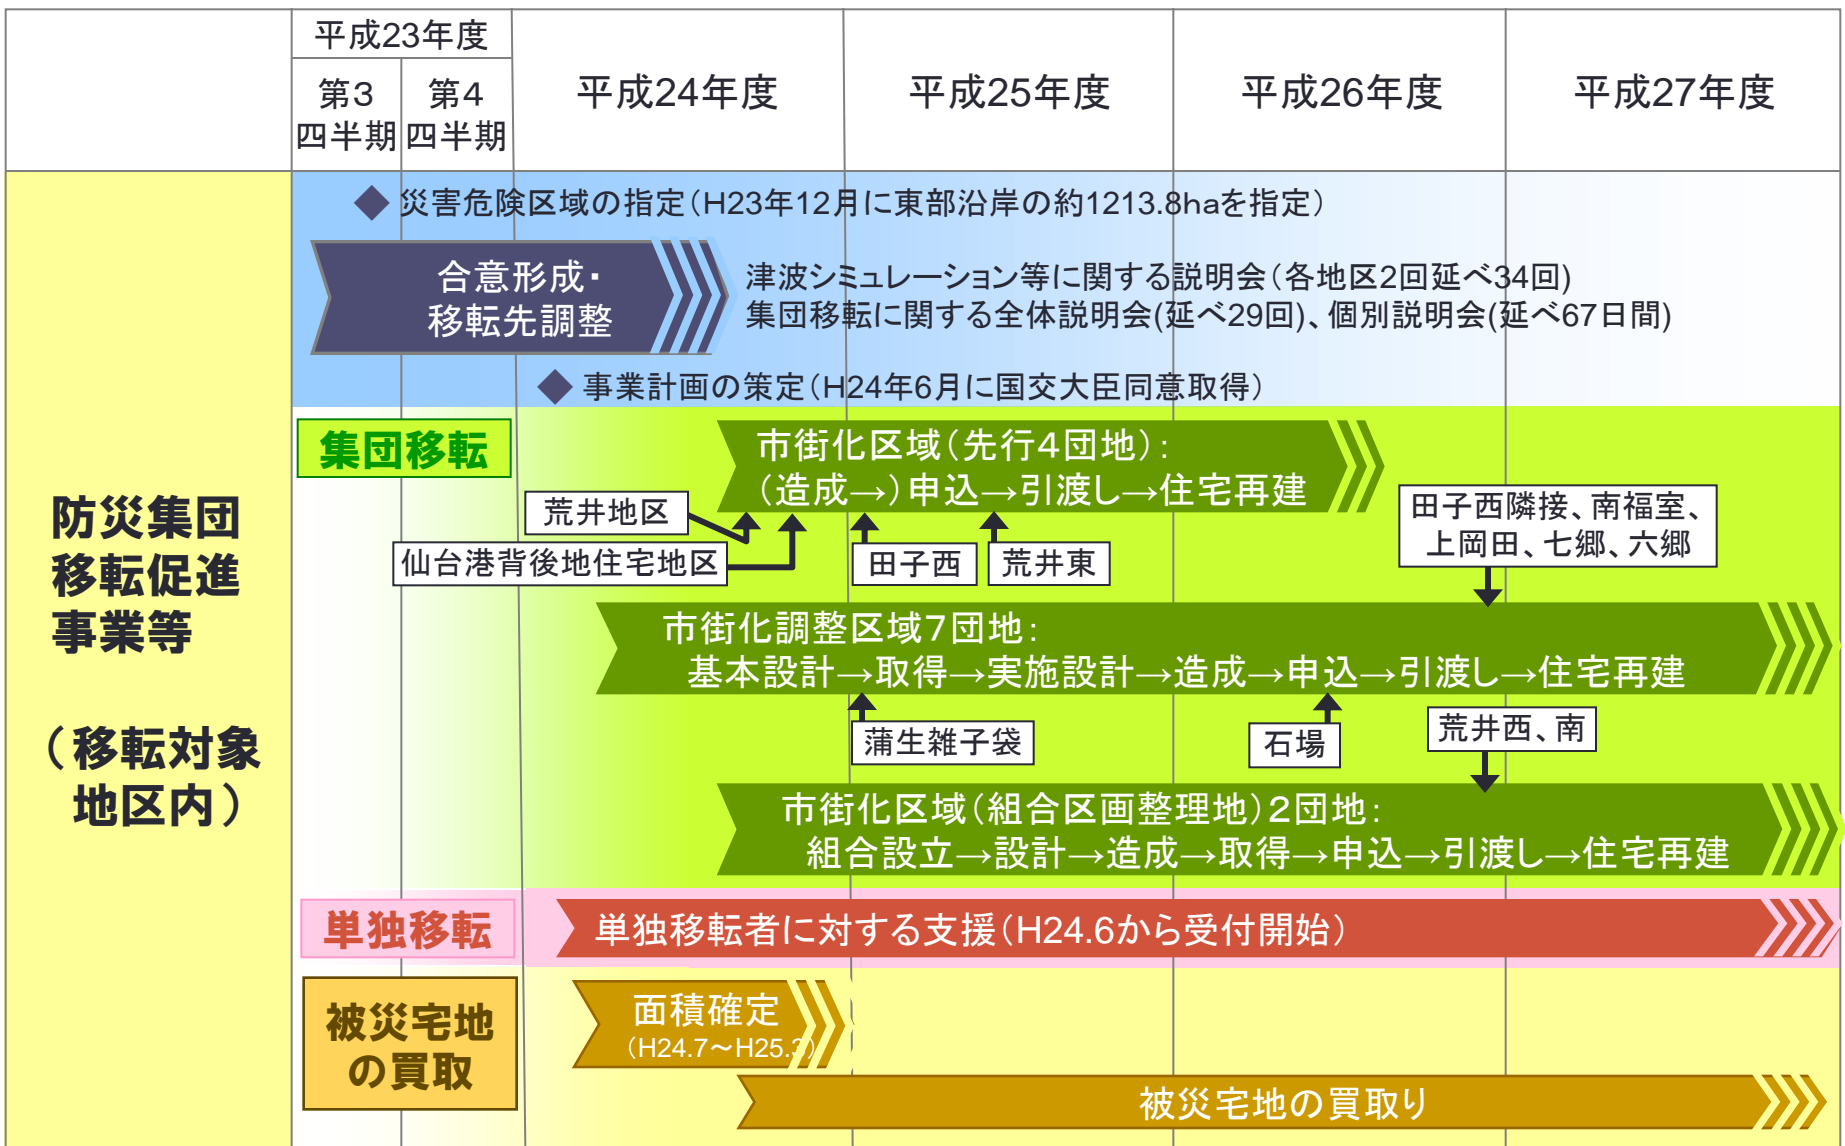 平成23年度
第3
四半期
第4
四半期
平成24年度
平成25年度
平成26年度
平成27年度
防災集団
移転促進
事業等
（移転対象
地区内）
◆ 災害危険区域の指定（H23年12月に東部沿岸の約1213.8haを指定）
合意形成・
移転先調整
津波シミュレーション等に関する説明会（各地区2回延べ34回)
集団移転に関する全体説明会(延べ29回)、個別説明会(延べ67日間)
◆ 事業計画の策定（H24年6月に国交大臣同意取得）
集団移転
市街化区域（先行4団地）：
（造成→）申込→引渡し→住宅再建
荒井地区
仙台港背後地住宅地区
田子西
荒井東
田子西隣接、南福室、
上岡田、七郷、六郷
市街化調整区域7団地：
基本設計→取得→実施設計→造成→申込→引渡し→住宅再建
蒲生雑子袋
石場
荒井西、南
市街化区域（組合区画整理地）2団地：
組合設立→設計→造成→取得→申込→引渡し→住宅再建
単独移転
単独移転者に対する支援（H24.6から受付開始）
被災宅地
の買取
面積確定
（H24.7～H25.3）
被災宅地の買取り